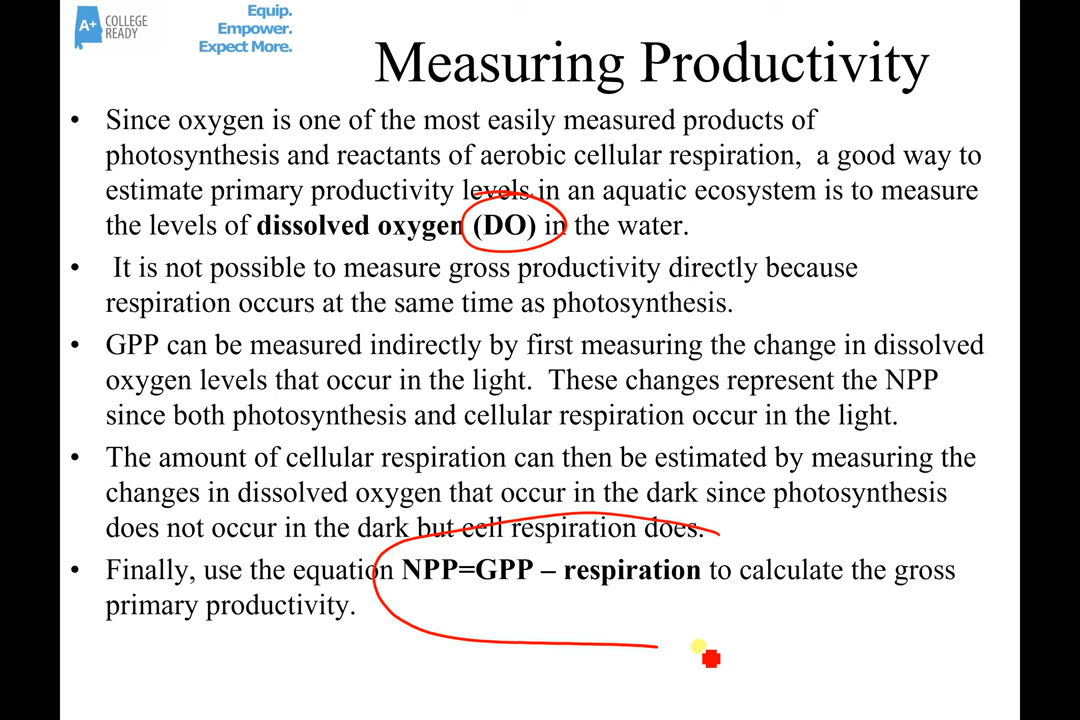 A+ COLLEGE
READY
Equip.
Empower.
Expect More.
Measuring Productivity
• Since oxygen is one of the most easily measured products of
photosynthesis and reactants of aerobic cellular respiration, a good way to
estimate primary productivity levels in an aquatic ecosystem is to measure
the levels of dissolved oxygen (DO) in the water.
• It is not possible to measure gross productivity directly because
respiration occurs at the same time as photosynthesis.
• GPP can be measured indirectly by first measuring the change in dissolved
oxygen levels that occur in the light. These changes represent the NPP
since both photosynthesis and cellular respiration occur in the light.
• The amount of cellular respiration can then be estimated by measuring the
changes in dissolved oxygen that occur in the dark since photosynthesis
does not occur in the dark but cell respiration does.
• Finally, use the equation NPP=GPP – respiration to calculate the gross
primary productivity.